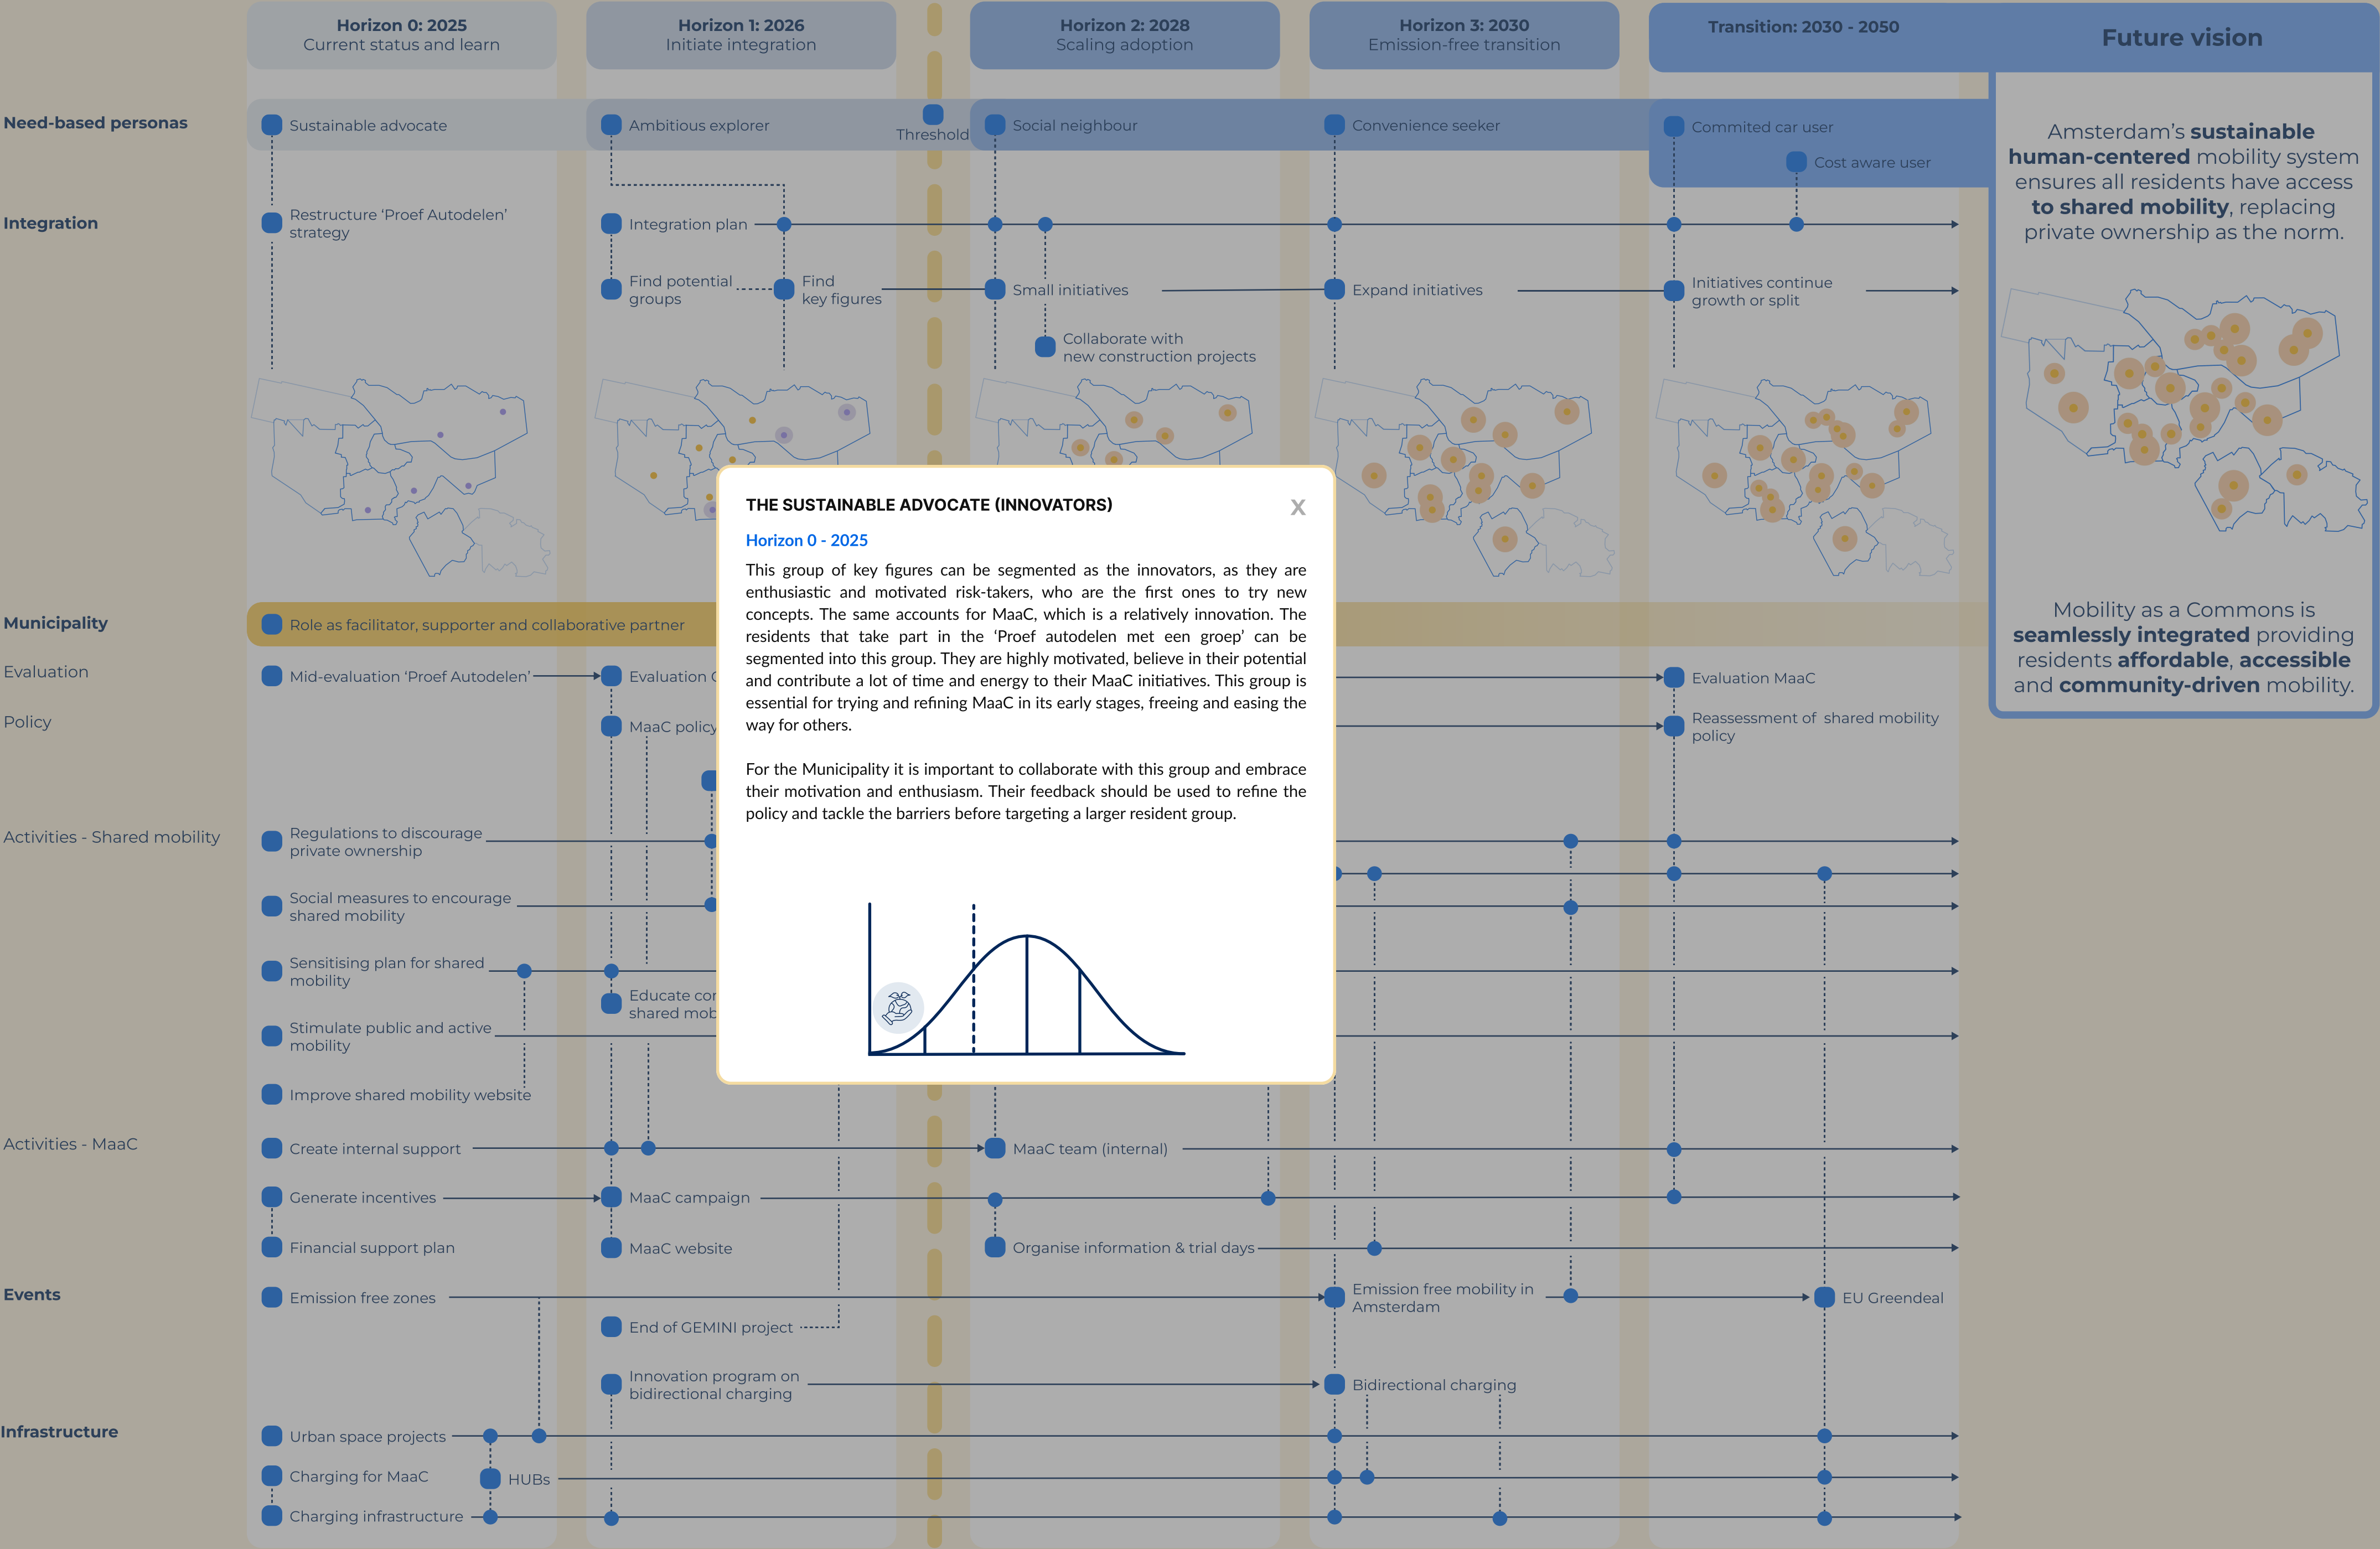 Horizon 0: 2025
Current status and learn
Horizon 1: 2026
Initiate integration
Horizon 2: 2028
Scaling adoption
Horizon 3: 2030
Emission-free transition
Transition: 2030 - 2050
Future vision
Need-based personas
Sustainable advocate
Ambitious explorer
Threshold
Social neighbour
Convenience seeker
Commited car user
Cost aware user
Amsterdam's sustainable
human-centered mobility system
ensures all residents have access
to shared mobility, replacing
private ownership as the norm.
Integration
Restructure ‘Proef Autodelen’
strategy
Integration plan
Find potential
groups
Find
key figures
Small initiatives
Expand initiatives
Initiatives continue
growth or split
Collaborate with
new construction projects
THE SUSTAINABLE ADVOCATE (INNOVATORS)
X
Horizon 0 - 2025
This group of key figures can be segmented as the innovators, as they are
enthusiastic and motivated risk-takers, who are the first ones to try new
concepts. The same accounts for MaaC, which is a relatively innovation. The
residents that take part in the ‘Proef autodelen met een groep’ can be
segmented into this group. They are highly motivated, believe in their potential
and contribute a lot of time and energy to their MaaC initiatives. This group is
essential for trying and refining MaaC in its early stages, freeing and easing the
way for others.
For the Municipality it is important to collaborate with this group and embrace
their motivation and enthusiasm. Their feedback should be used to refine the
policy and tackle the barriers before targeting a larger resident group.
Mobility as a Commons is
seamlessly integrated providing
residents affordable, accessible
and community-driven mobility.
Municipality
Role as facilitator, supporter and collaborative partner
Evaluation
Mid-evaluation ‘Proef Autodelen’
Evaluation
Evaluation MaaC
Policy
MaaC policy
Reassessment of shared mobility
policy
Activities - Shared mobility
Regulations to discourage
private ownership
Social measures to encourage
shared mobility
Sensitising plan for shared
mobility
Educate
shared
Stimulate public and active
mobility
Improve shared mobility website
Activities - MaaC
Create internal support
MaaC team (internal)
Generate incentives
MaaC campaign
Financial support plan
MaaC website
Organise information & trial days
Events
Emission free zones
Emission free mobility in
Amsterdam
EU Greendeal
End of GEMINI project
Innovation program on
bidirectional charging
Bidirectional charging
Infrastructure
Urban space projects
Charging for MaaC
HUBs
Charging infrastructure